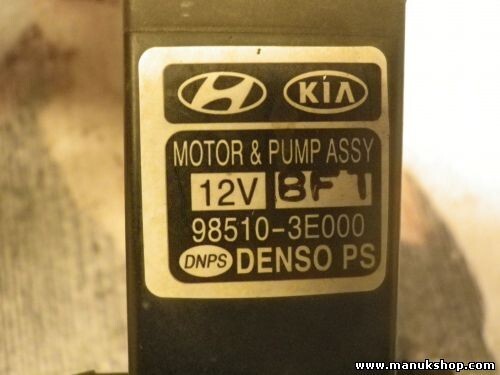 KIA
MOTOR & PUMP ASSY
12V 8F1
98510-3E000
DNPS DENSO PS
www.manukshop.com